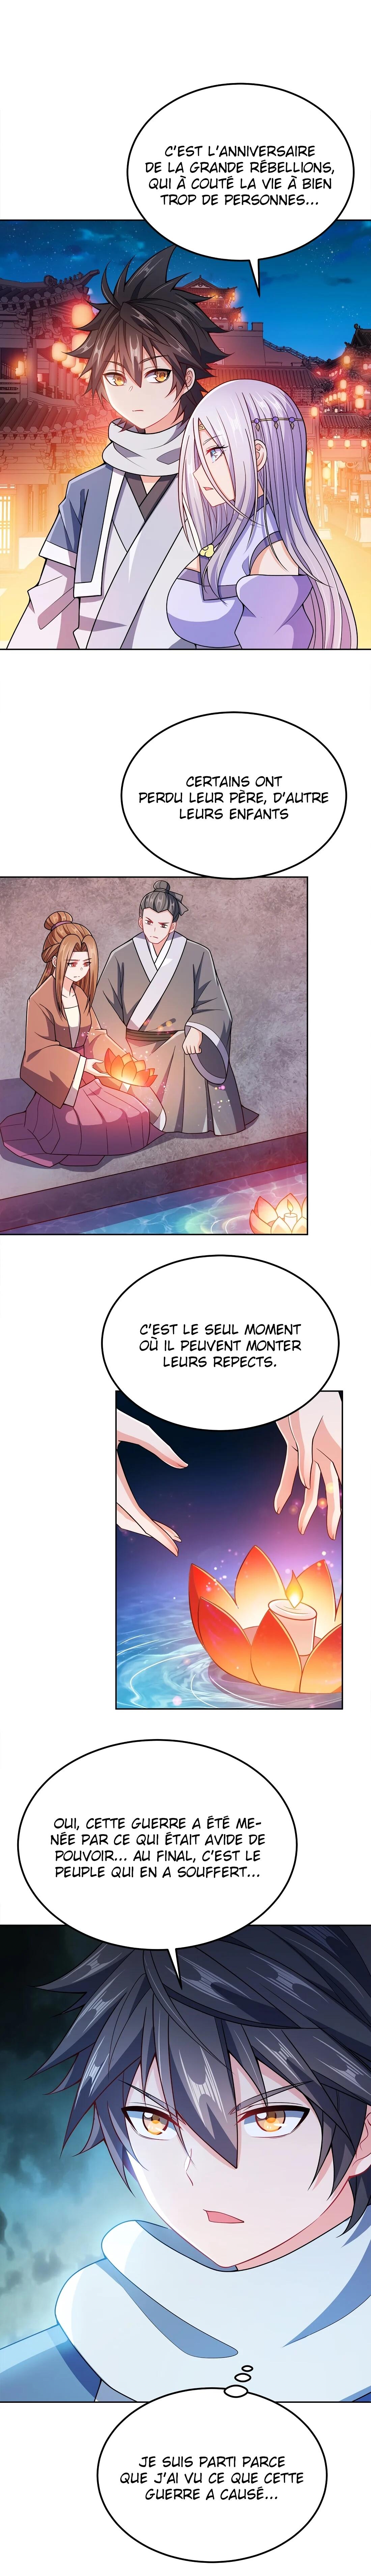 C'EST L'ANNIVERSAIRE
DE LA GRANDE RÉBELLIONS,
QUI À COUTÉ LA VIE À BIEN
TROP DE PERSONNES...
CERTAINS ONT
PERDU LEUR PÈRE, D'AUTRE
LEURS ENFANTS
C'EST LE SEUL MOMENT
OÙ IL PEUVENT MONTER
LEURS REPECTS.
OUI, CETTE GUERRE A ÉTÉ ME-
NÉE PAR CE QUI ÉTAIT AVIDE DE
POUVOIR... AU FINAL, C'EST LE
PEUPLE QUI EN A SOUFFERT...
JE SUIS PARTI PARCE
QUE J'AI VU CE QUE CETTE
GUERRE A CAUSÉ...